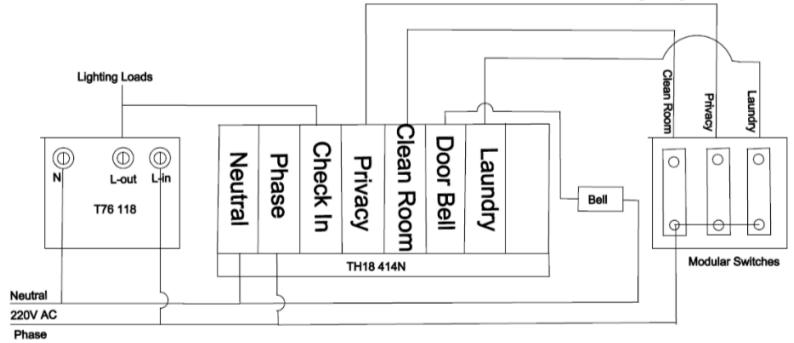 Lighting Loads
N
L-out
L-in
T76 118
Neutral
Phase
Check In
Privacy
Clean Room
Door Bell
Laundry
TH18 414N
Bell
Clean Room
Privacy
Laundry
Modular Switches
Neutral
220V AC
Phase